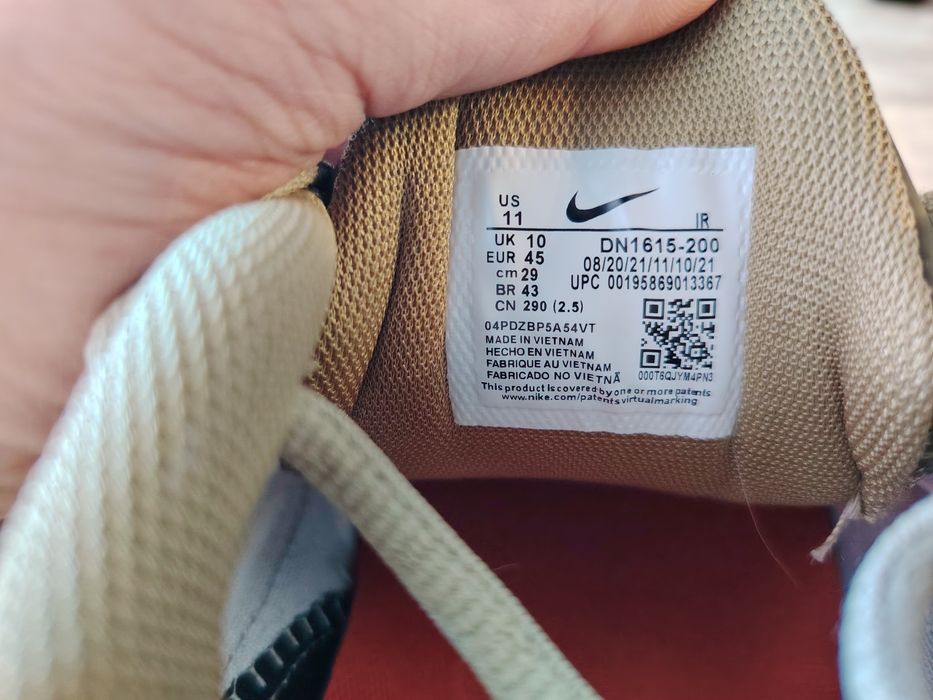 US
11
IR
UK 10
DN1615-200
EUR 45
08/20/21/11/10/21
cm 29
UPC 00195869013367
BR 43
CN 290 (2.5)
04PDZBP5A54VT
MADE IN VIETNAM
HECHO EN VIETNAM
FABRIQUE AU VIETNAM
FABRICADO NO VIETNÃ
000T6QJYM4PN3
This product is covered by one or more patents
www.nike.com/patents virtualmarking